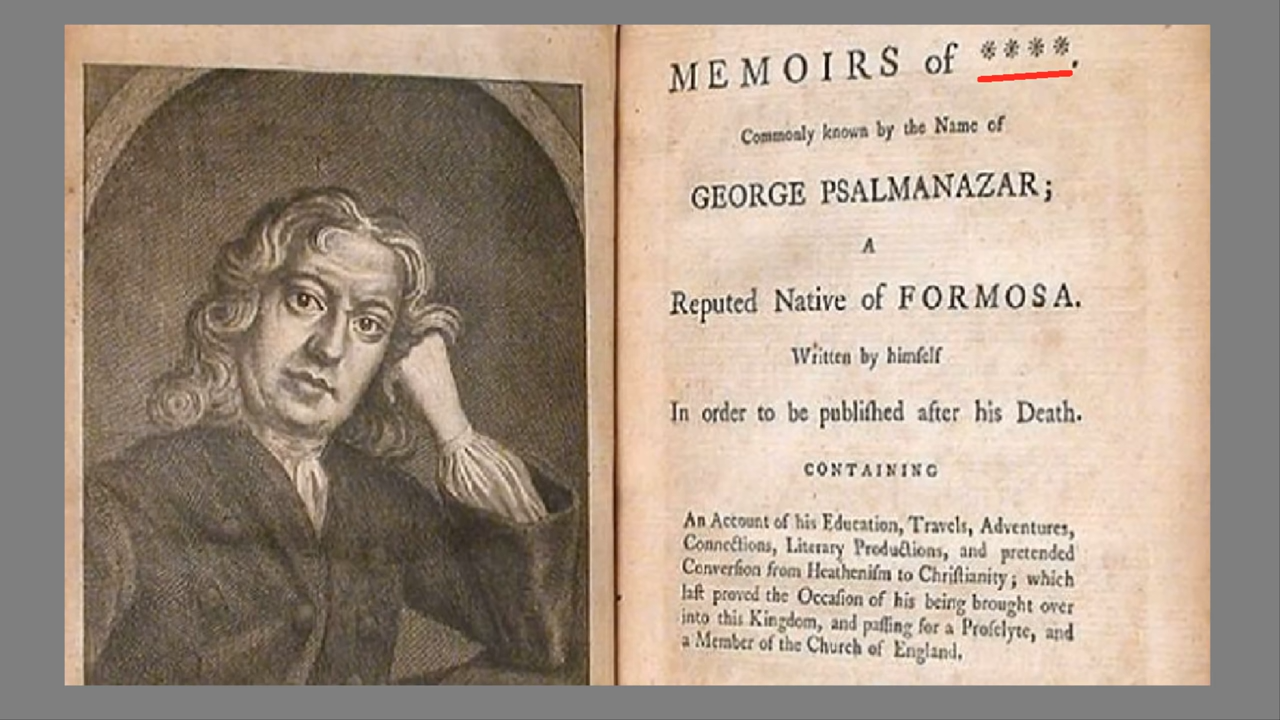 MEMOIRS of ****.
Commonly known by the Name of
GEORGE PSALMANAZAR;
A
Reputed Native of FORMOSA.
Written by himſelf
In order to be publiſhed after his Death.
CONTAINING
An Account of his Education, Travels, Adventures,
Connections, Literary Productions, and pretended
Converſion from Heatheniſm to Chriſtianity; which
laſt proved the Occaſion of his being brought over
into this Kingdom, and paſſing for a Proſelyte, and
a Member of the Church of England.